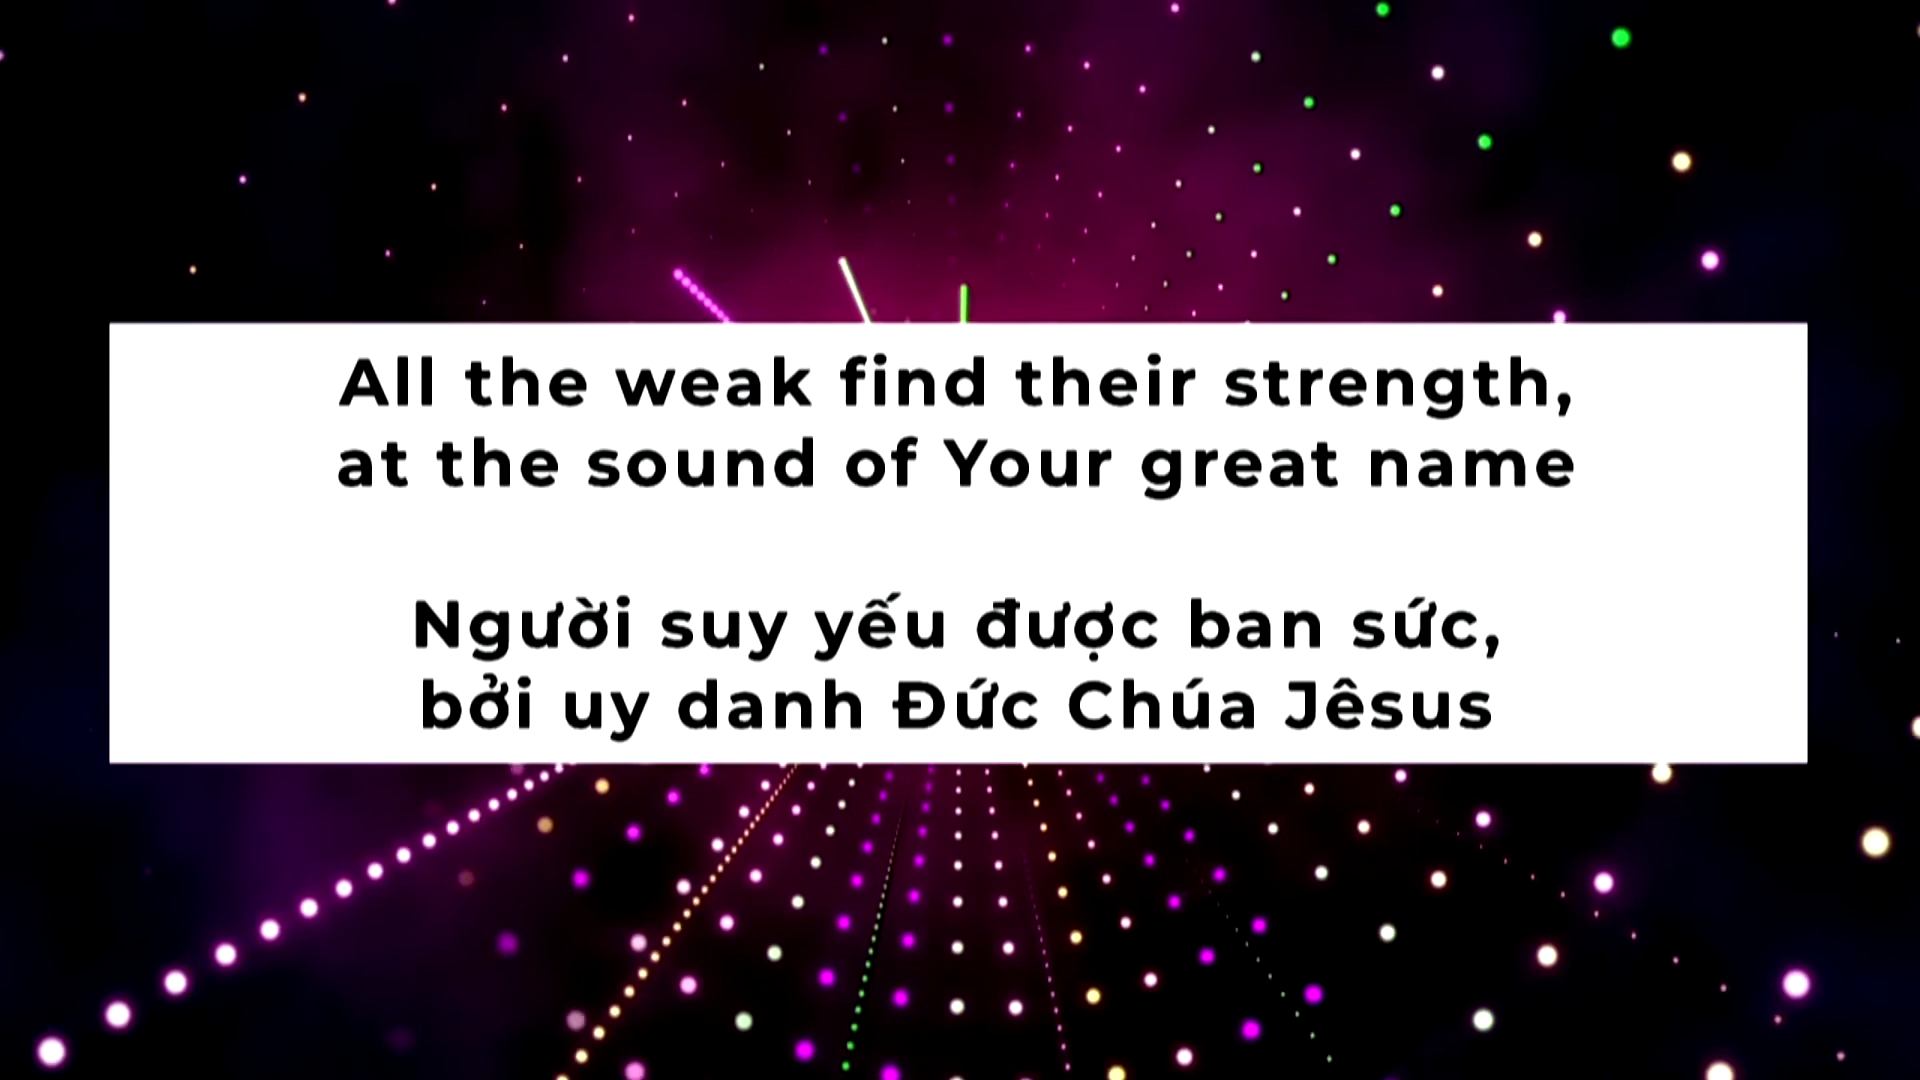 All the weak find their strength,
at the sound of Your great name
Người suy yếu được ban sức,
bởi uy danh Đức Chúa Jêsus